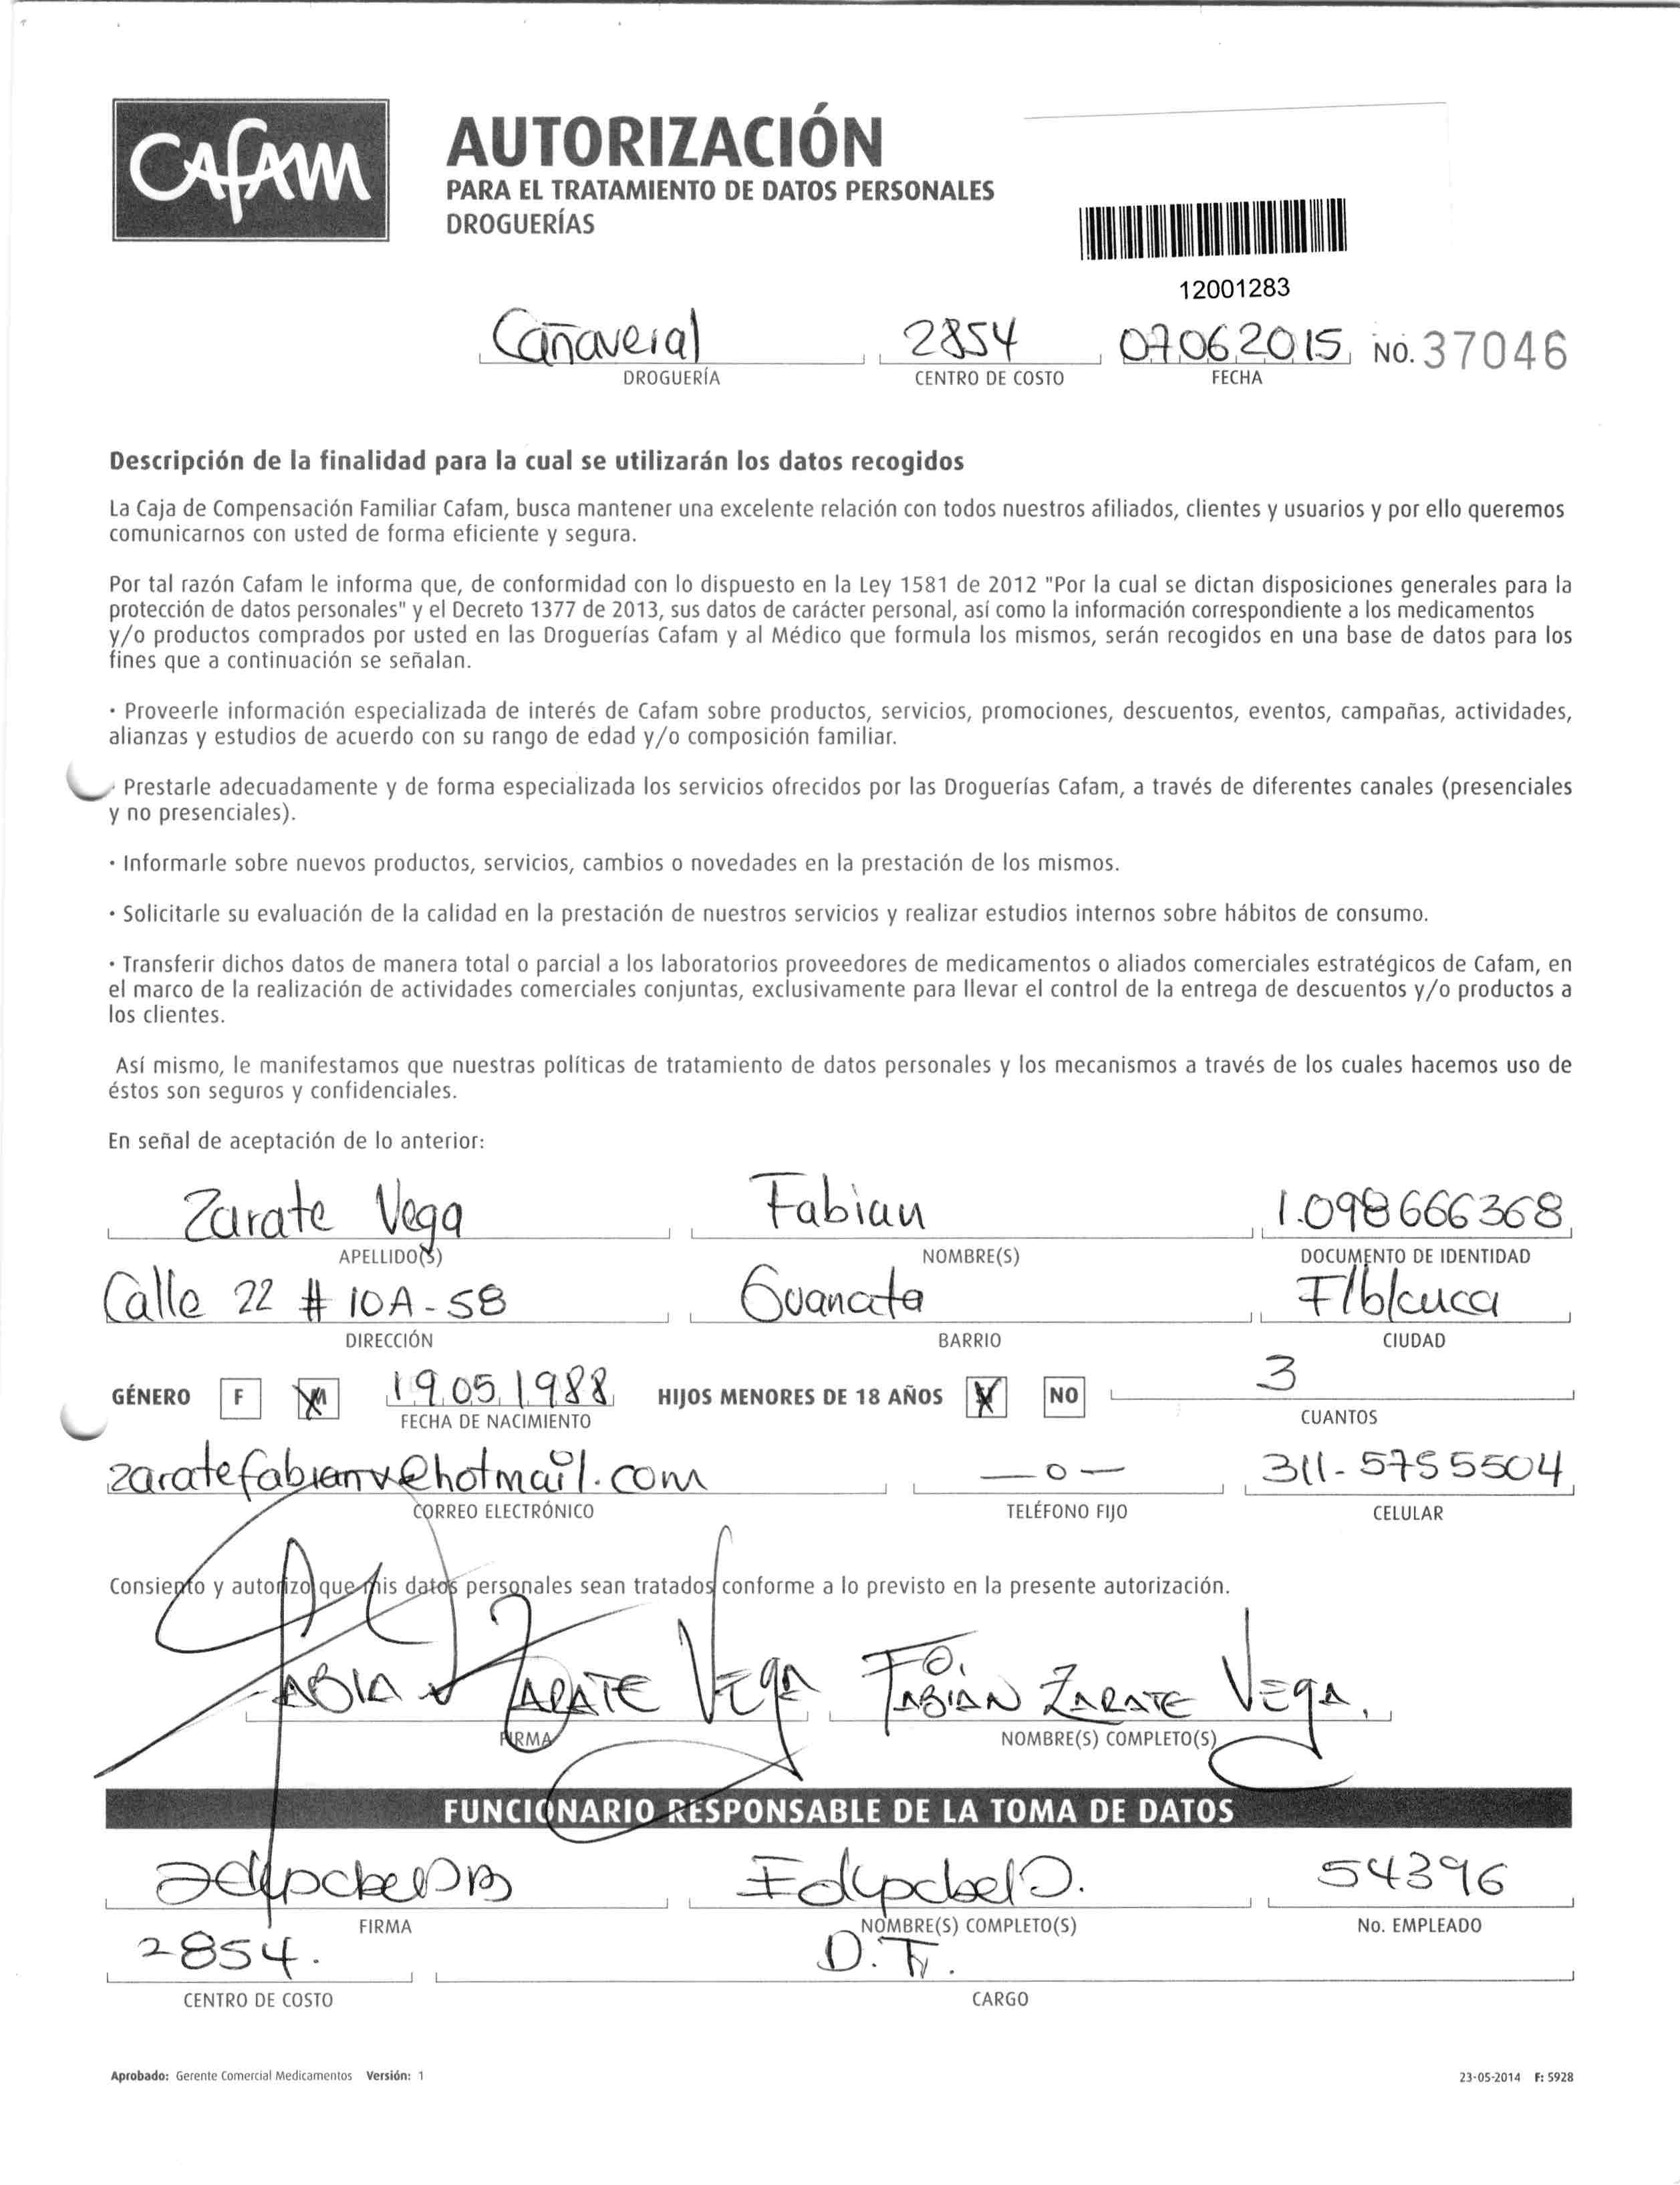 Cafam
AUTORIZACIÓN
PARA EL TRATAMIENTO DE DATOS PERSONALES
DROGUERÍAS
12001283
Cañaveral 2854 07062015 NO. 37046
DROGUERÍA CENTRO DE COSTO FECHA
Descripción de la finalidad para la cual se utilizarán los datos recogidos
La Caja de Compensación Familiar Cafam, busca mantener una excelente relación con todos nuestros afiliados, clientes y usuarios y por ello queremos
comunicarnos con usted de forma eficiente y segura.
Por tal razón Cafam le informa que, de conformidad con lo dispuesto en la Ley 1581 de 2012 "Por la cual se dictan disposiciones generales para la
protección de datos personales" y el Decreto 1377 de 2013, sus datos de carácter personal, así como la información correspondiente a los medicamentos
y/o productos comprados por usted en las Droguerías Cafam y al Médico que formula los mismos, serán recogidos en una base de datos para los
fines que a continuación se señalan.
· Proveerle información especializada de interés de Cafam sobre productos, servicios, promociones, descuentos, eventos, campañas, actividades,
alianzas y estudios de acuerdo con su rango de edad y/o composición familiar.
· Prestarle adecuadamente y de forma especializada los servicios ofrecidos por las Droguerías Cafam, a través de diferentes canales (presenciales
y no presenciales).
· Informarle sobre nuevos productos, servicios, cambios o novedades en la prestación de los mismos.
· Solicitarle su evaluación de la calidad en la prestación de nuestros servicios y realizar estudios internos sobre hábitos de consumo.
· Transferir dichos datos de manera total o parcial a los laboratorios proveedores de medicamentos o aliados comerciales estratégicos de Cafam, en
el marco de la realización de actividades comerciales conjuntas, exclusivamente para llevar el control de la entrega de descuentos y/o productos a
los clientes.
Así mismo, le manifestamos que nuestras políticas de tratamiento de datos personales y los mecanismos a través de los cuales hacemos uso de
éstos son seguros y confidenciales.
En señal de aceptación de lo anterior:
Zarate Vega Fabian 1.098666368
APELLIDO(S) NOMBRE(S) DOCUMENTO DE IDENTIDAD
Calle 22 # 10A-58 Guanata F/blanca
DIRECCIÓN BARRIO CIUDAD
GÉNERO F M 19.05.1988 HIJOS MENORES DE 18 AÑOS NO 3
FECHA DE NACIMIENTO CUANTOS
zaratefabianv@hotmail.com —o— 311-5755504
CORREO ELECTRÓNICO TELÉFONO FIJO CELULAR
Consiento y autorizo que mis datos personales sean tratados conforme a lo previsto en la presente autorización.
FABIAN ZARATE VEGA FABIAN ZARATE VEGA.
FIRMA NOMBRE(S) COMPLETO(S)
FUNCIONARIO RESPONSABLE DE LA TOMA DE DATOS
54396
FIRMA NOMBRE(S) COMPLETO(S) No. EMPLEADO
2854. D.T.
CENTRO DE COSTO CARGO
Aprobado: Gerente Comercial Medicamentos Versión: 1 23-05-2014 F: 5928